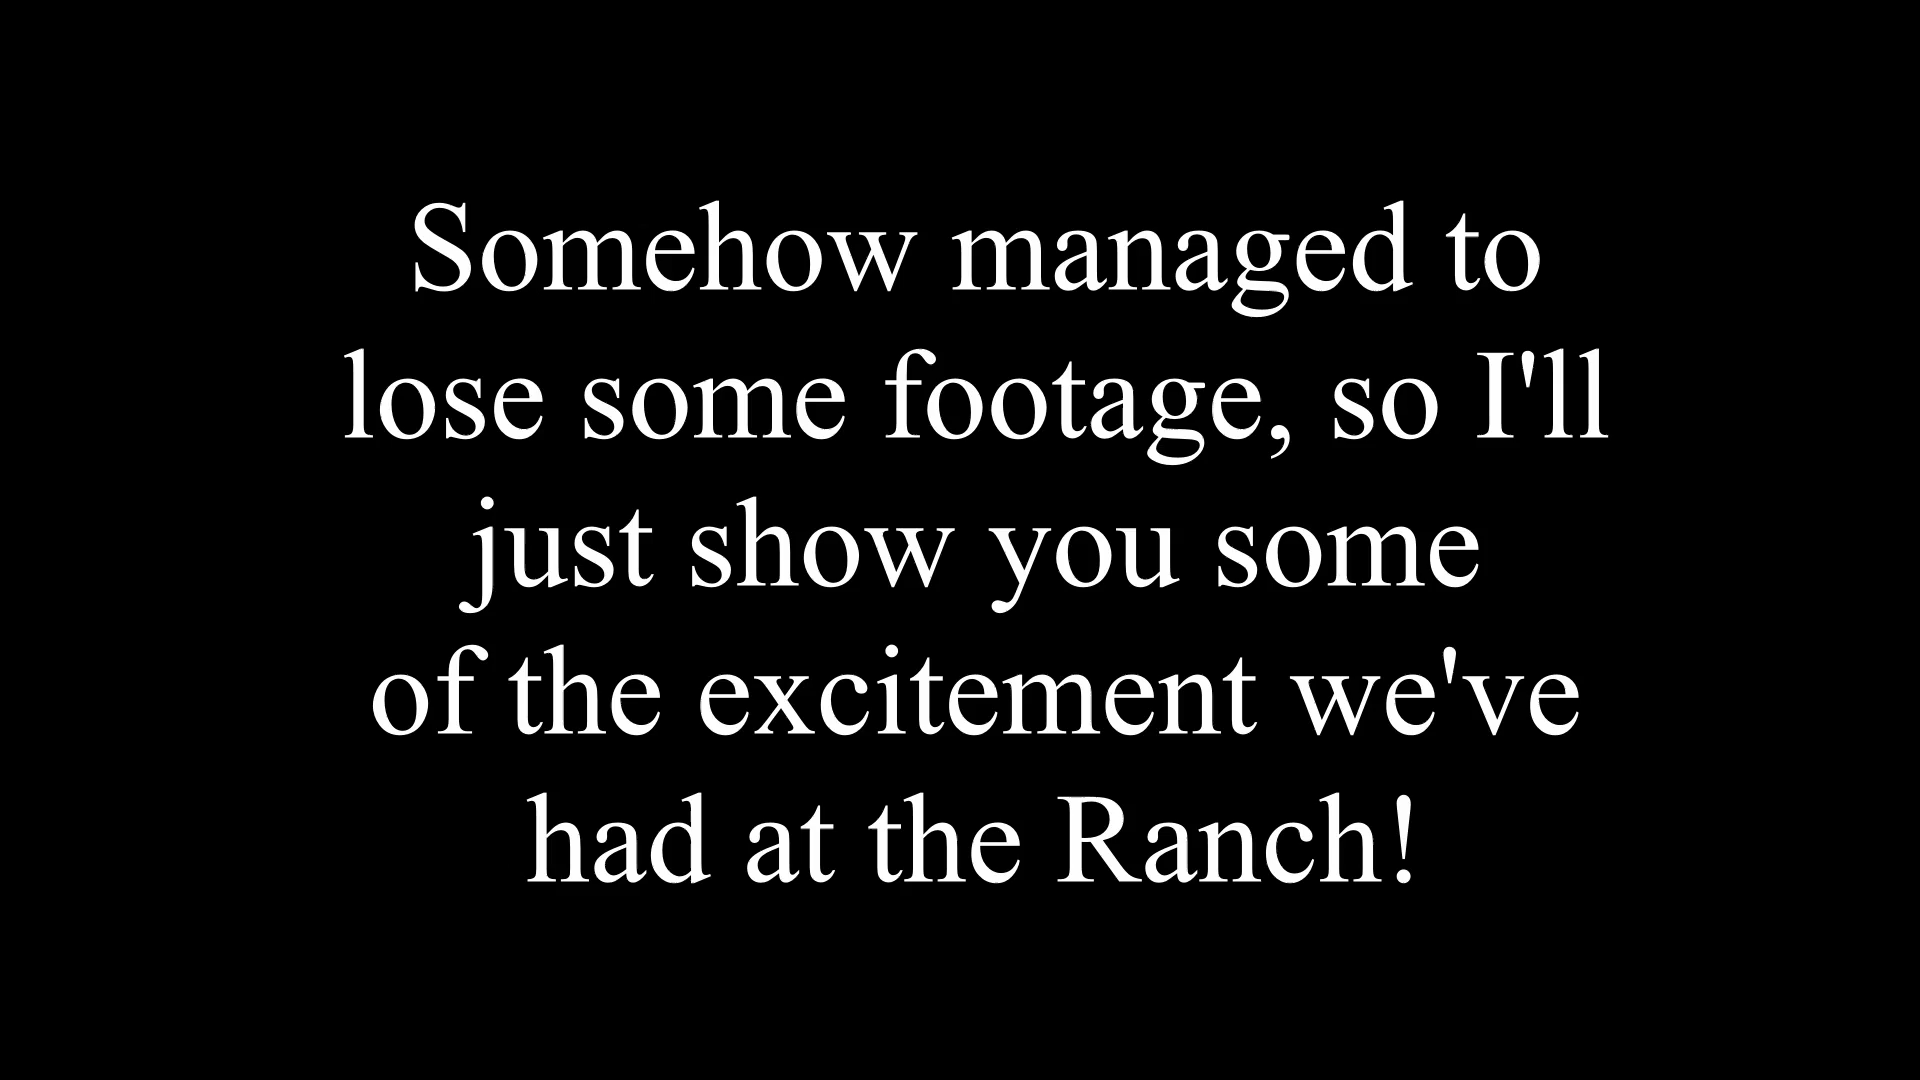 Somehow managed to
lose some footage, so I'll
just show you some
of the excitement we've
had at the Ranch!